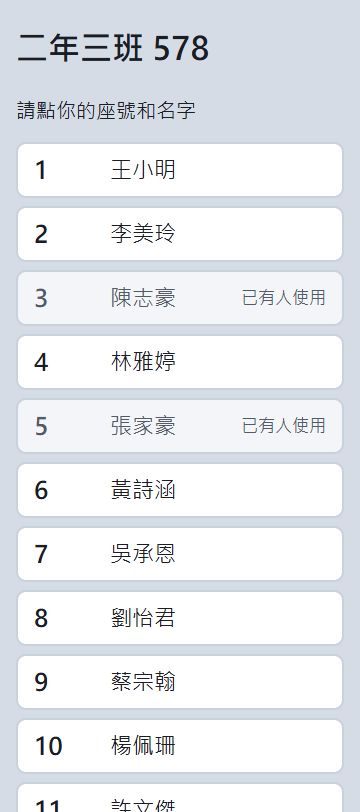 二年三班 578
請點你的座號和名字
1 王小明
2 李美玲
3 陳志豪 已有人使用
4 林雅婷
5 張家豪 已有人使用
6 黃詩涵
7 吳承恩
8 劉怡君
9 蔡宗翰
10 楊佩珊
11 許文傑